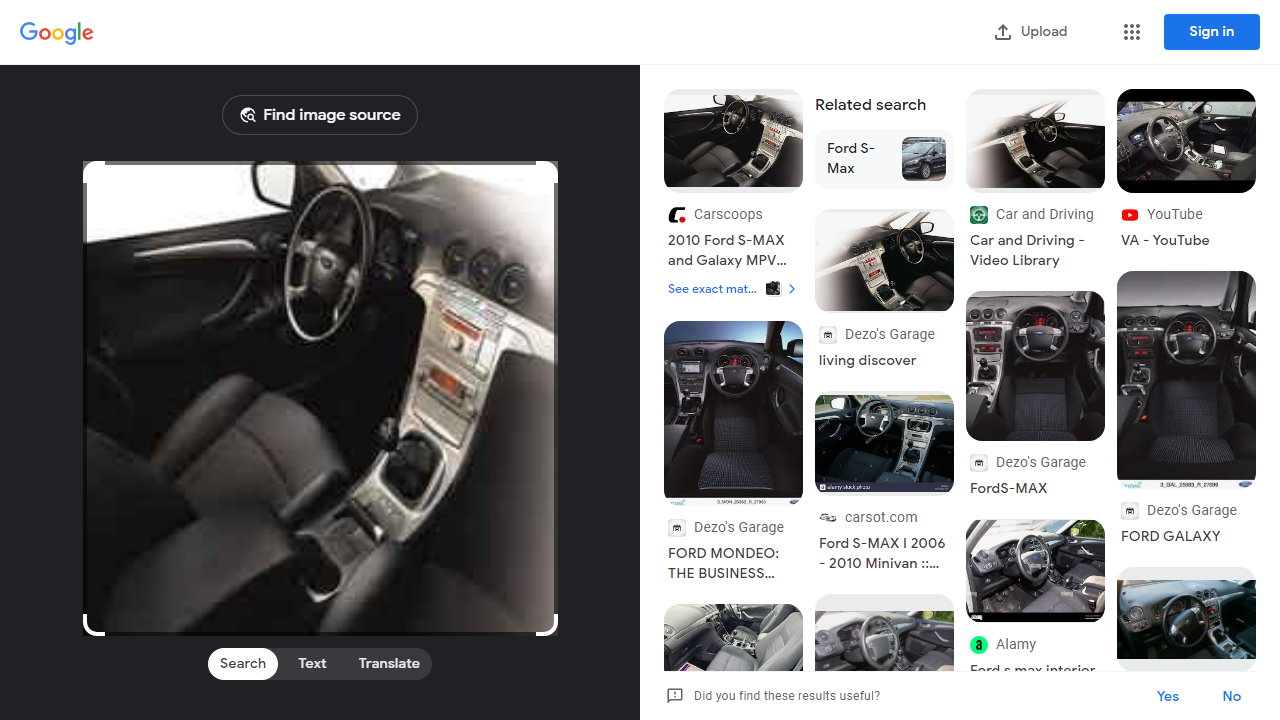 Google
Upload
Sign in
Find image source
Search
Text
Translate
Carscoops
2010 Ford S-MAX
and Galaxy MPV...
See exact mat...
Dezo's Garage
FORD MONDEO:
THE BUSINESS...
Related search
Ford S-
Max
Dezo's Garage
living discover
alamy stock photo
carsot.com
Ford S-MAX I 2006
- 2010 Minivan ::...
Car and Driving
Car and Driving -
Video Library
Dezo's Garage
FordS-MAX
Alamy
Ford s max interior
YouTube
VA - YouTube
Dezo's Garage
FORD GALAXY
Did you find these results useful?
Yes
No